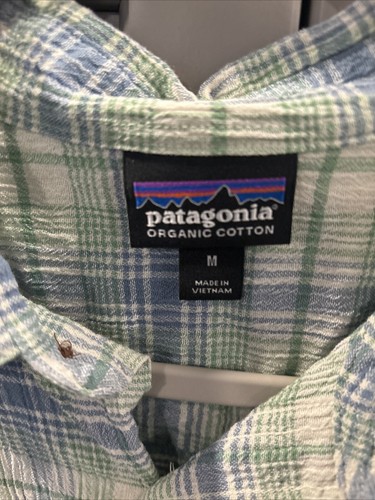 patagonia®
ORGANIC COTTON
M
MADE IN
VIETNAM